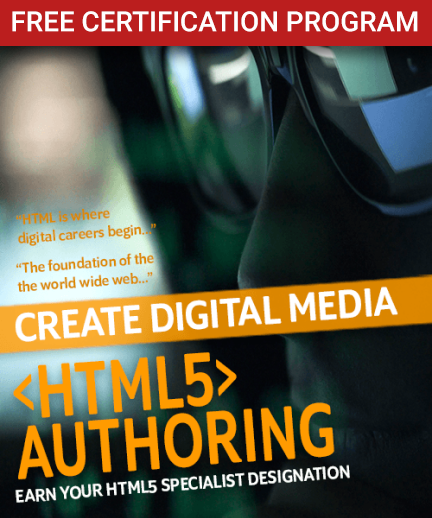 FREE CERTIFICATION PROGRAM
“HTML is where
digital careers begin...”
“The foundation of the
the world wide web...”
CREATE DIGITAL MEDIA
<HTML5>
AUTHORING
EARN YOUR HTML5 SPECIALIST DESIGNATION